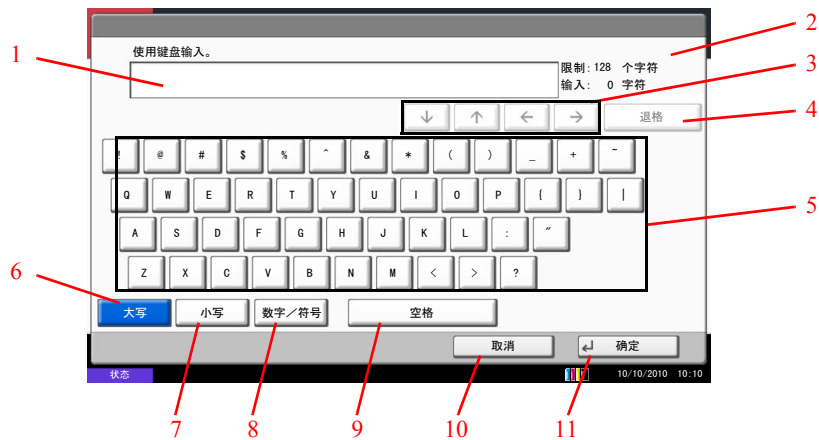 使用键盘输入。
1
2
限制: 128 个字符
3
输入: 0 字符
4
↓ ↑ ← → 退格
! @ # $ % ^ & * ( ) _ + ~
Q W E R T Y U I O P { } |
5
A S D F G H J K L : "
Z X C V B N M < > ?
6
大写 小写 数字／符号 空格
取消 确定
状态 10/10/2010 10:10
7 8 9 10 11